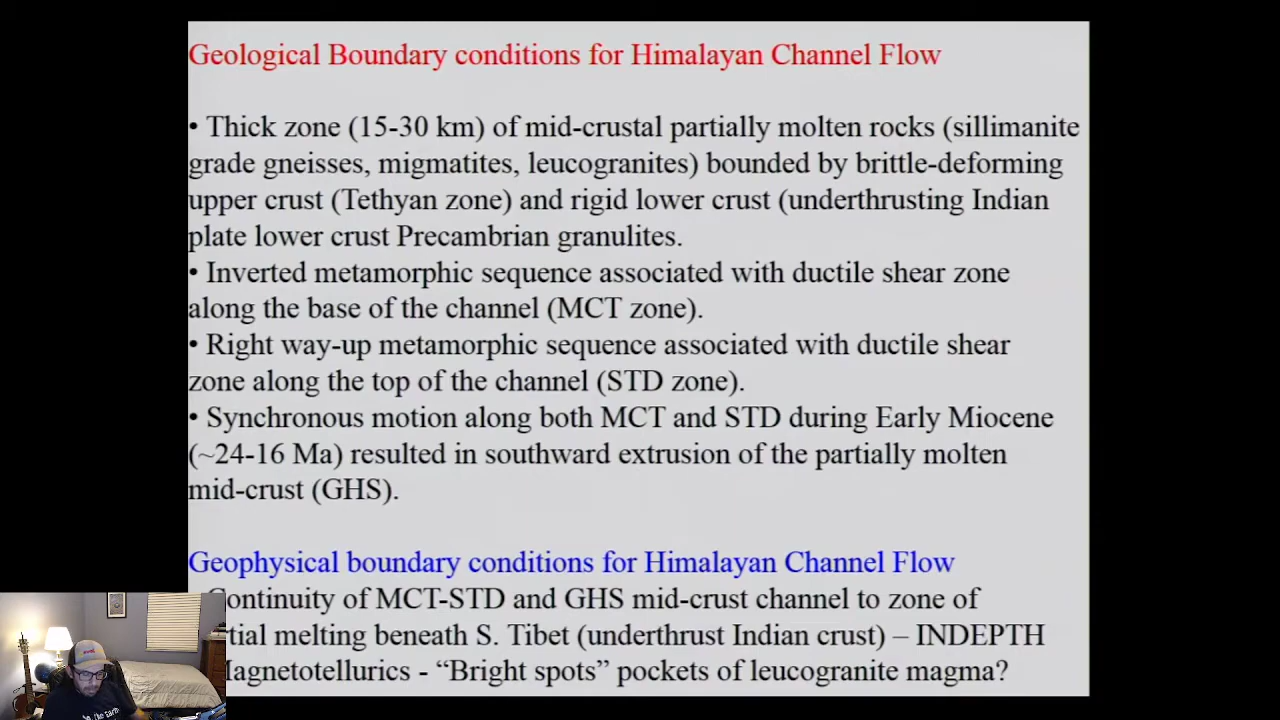 Geological Boundary conditions for Himalayan Channel Flow
• Thick zone (15-30 km) of mid-crustal partially molten rocks (sillimanite
grade gneisses, migmatites, leucogranites) bounded by brittle-deforming
upper crust (Tethyan zone) and rigid lower crust (underthrusting Indian
plate lower crust Precambrian granulites.
• Inverted metamorphic sequence associated with ductile shear zone
along the base of the channel (MCT zone).
• Right way-up metamorphic sequence associated with ductile shear
zone along the top of the channel (STD zone).
• Synchronous motion along both MCT and STD during Early Miocene
(~24-16 Ma) resulted in southward extrusion of the partially molten
mid-crust (GHS).
Geophysical boundary conditions for Himalayan Channel Flow
Continuity of MCT-STD and GHS mid-crust channel to zone of
tial melting beneath S. Tibet (underthrust Indian crust) – INDEPTH
Magnetotellurics - “Bright spots” pockets of leucogranite magma?